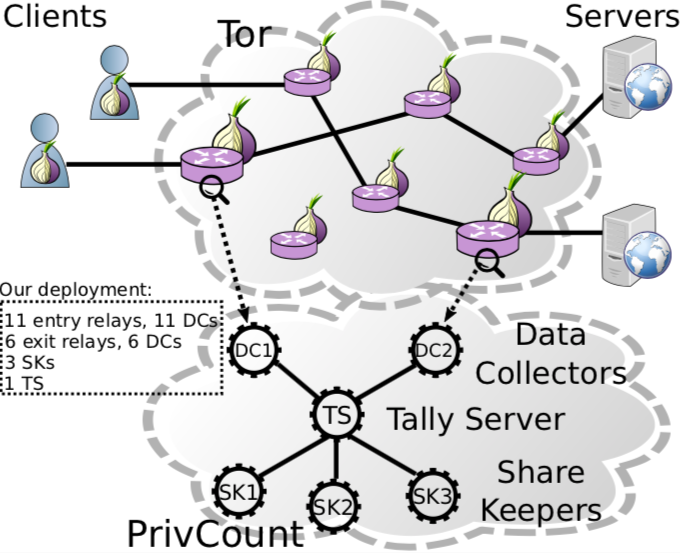 Clients
Servers
Tor
Our deployment:
11 entry relays, 11 DCs
6 exit relays, 6 DCs
3 SKs
1 TS
DC1
DC2
Data
Collectors
TS
Tally Server
SK1
SK2
SK3
Share
Keepers
PrivCount